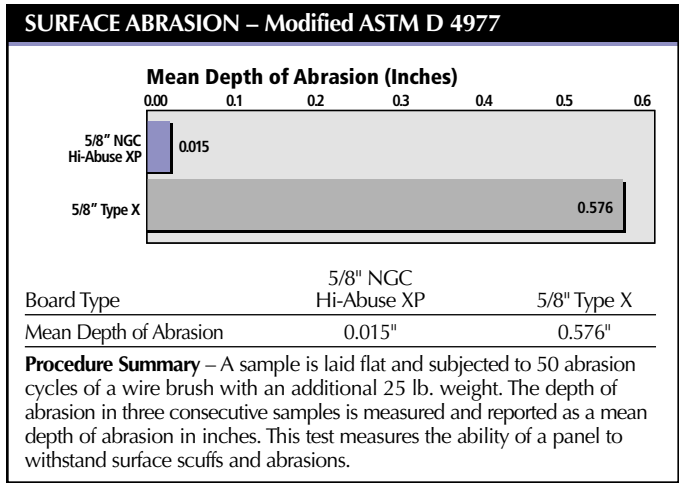 SURFACE ABRASION – Modified ASTM D 4977
Mean Depth of Abrasion (Inches)
0.00 0.1 0.2 0.3 0.4 0.5 0.6
5/8” NGC
Hi-Abuse XP
0.015
5/8” Type X
0.576
5/8" NGC
Board Type Hi-Abuse XP 5/8" Type X
Mean Depth of Abrasion 0.015" 0.576"
Procedure Summary – A sample is laid flat and subjected to 50 abrasion
cycles of a wire brush with an additional 25 lb. weight. The depth of
abrasion in three consecutive samples is measured and reported as a mean
depth of abrasion in inches. This test measures the ability of a panel to
withstand surface scuffs and abrasions.